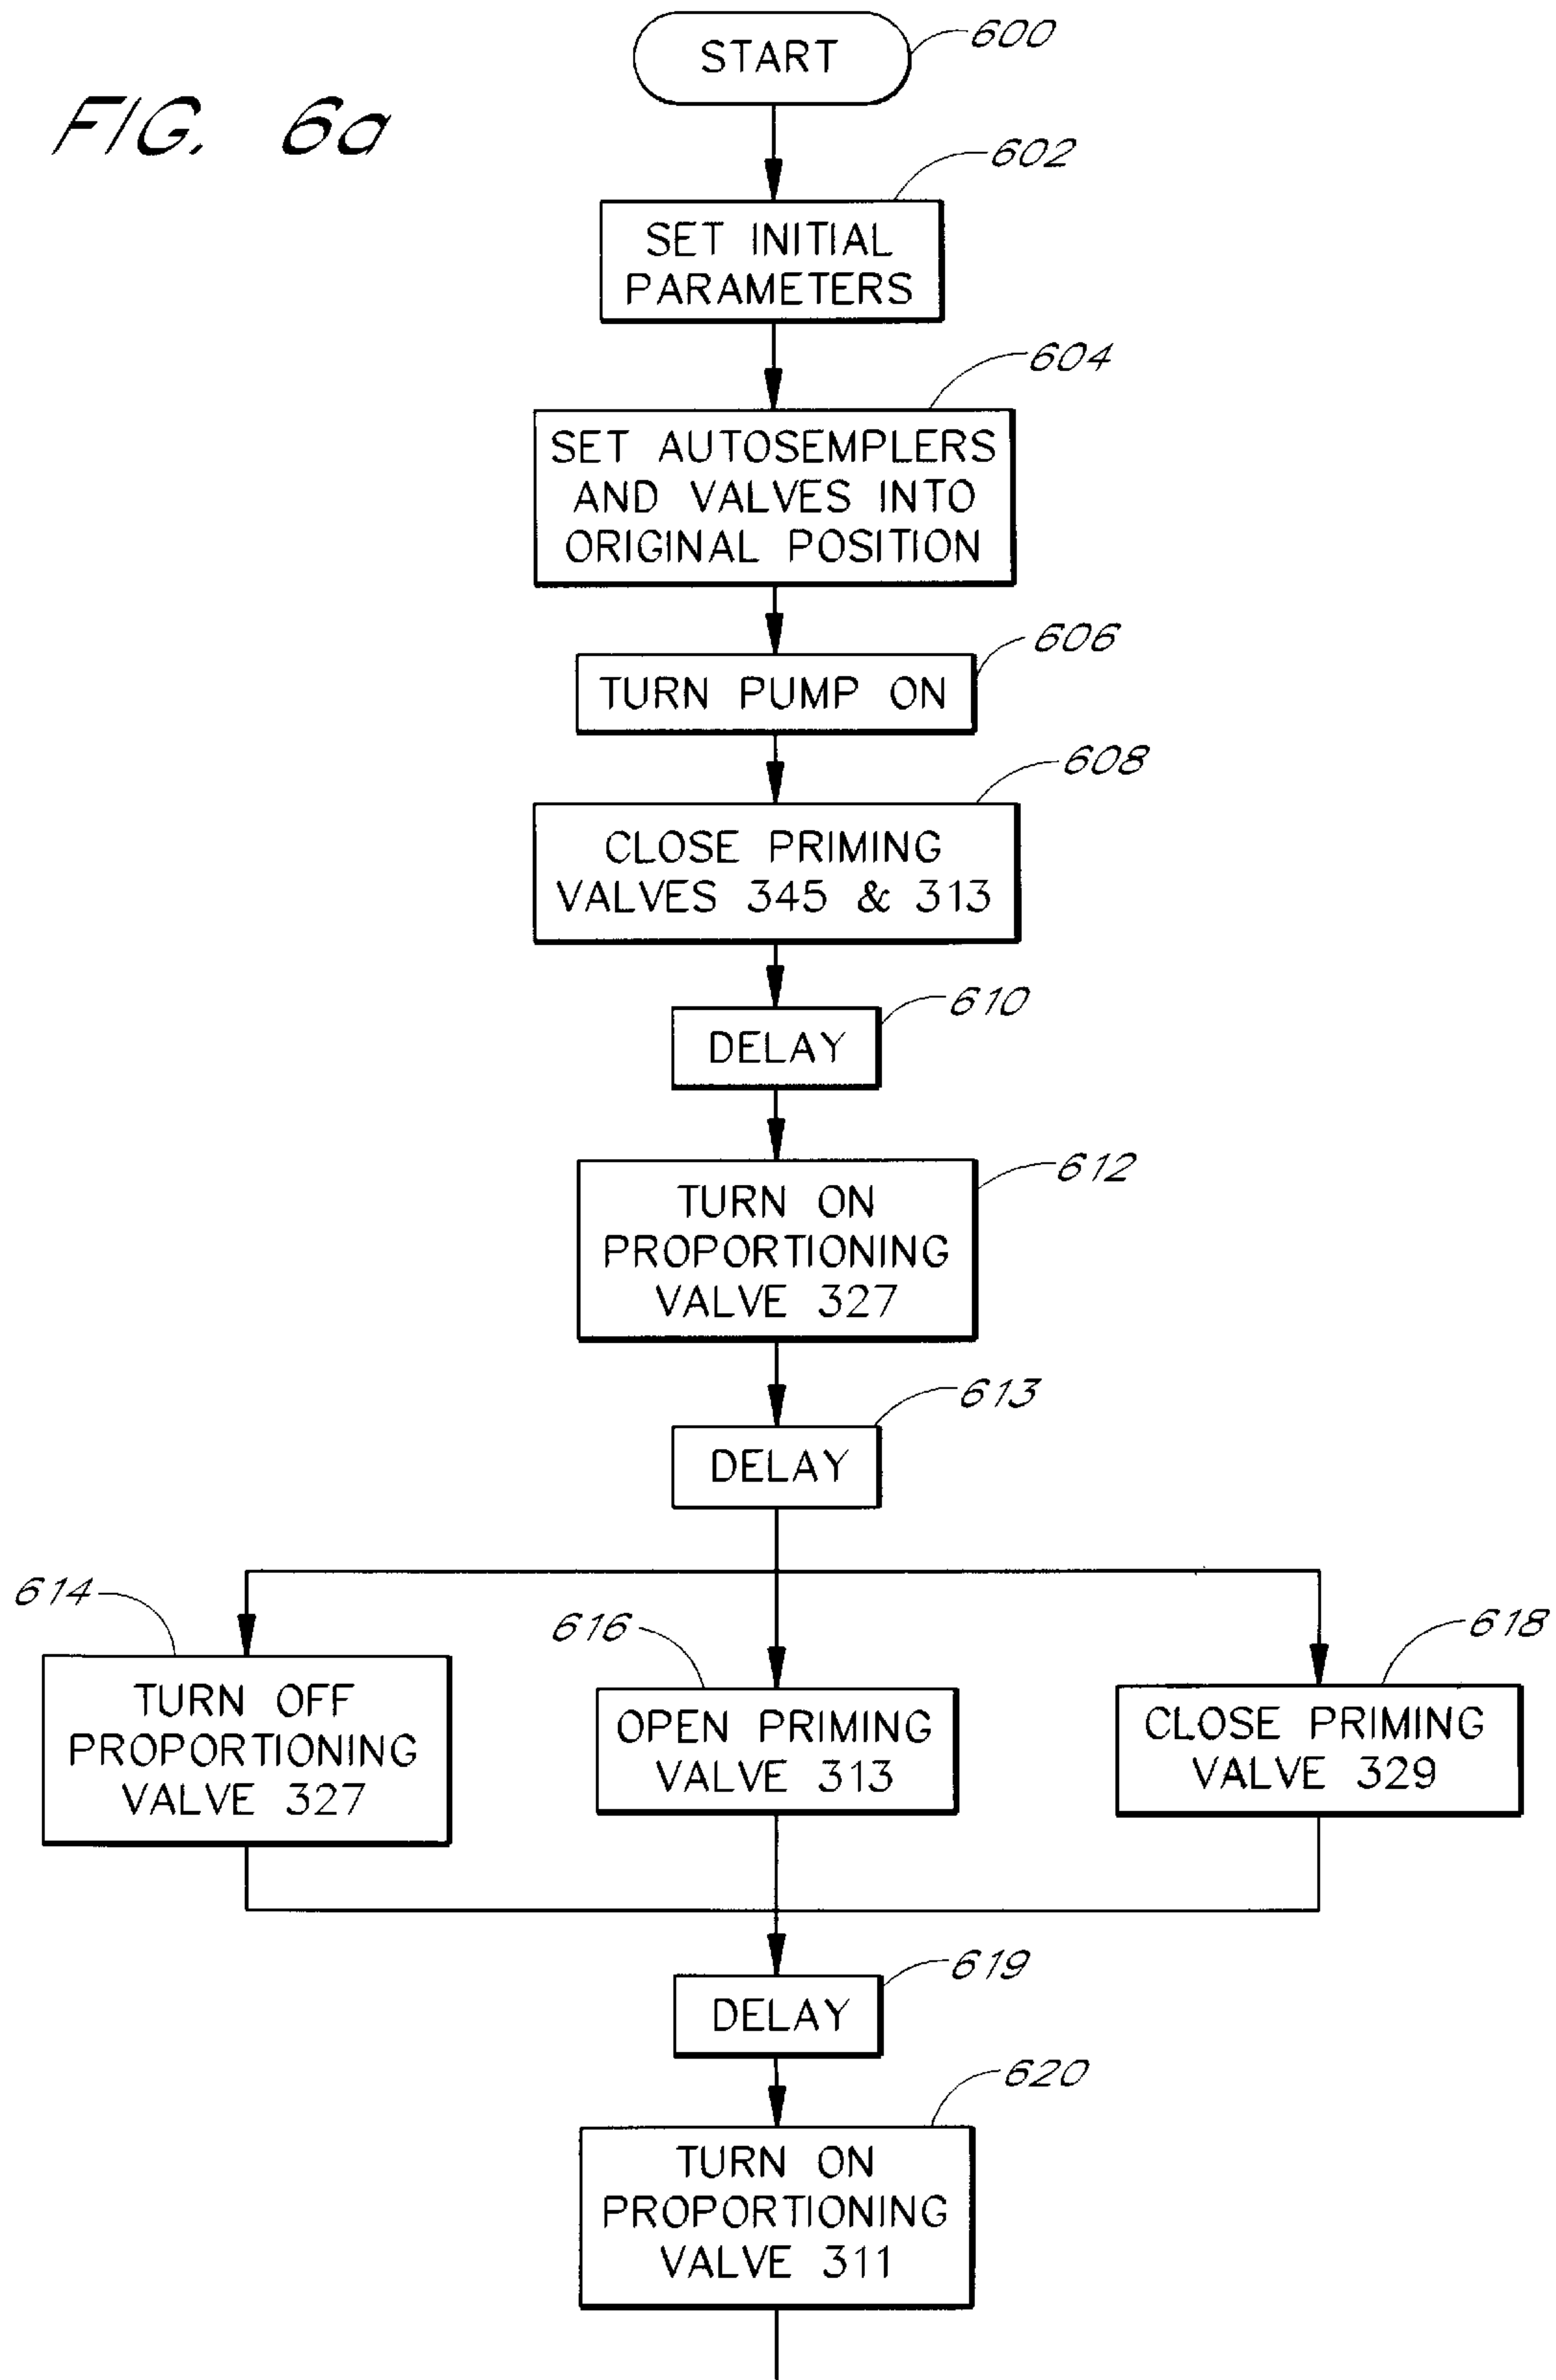 FIG. 6a
START
600
602
SET INITIAL
PARAMETERS
604
SET AUTOSEMPLERS
AND VALVES INTO
ORIGINAL POSITION
606
TURN PUMP ON
608
CLOSE PRIMING
VALVES 345 & 313
610
DELAY
612
TURN ON
PROPORTIONING
VALVE 327
613
DELAY
614
TURN OFF
PROPORTIONING
VALVE 327
616
OPEN PRIMING
VALVE 313
618
CLOSE PRIMING
VALVE 329
619
DELAY
620
TURN ON
PROPORTIONING
VALVE 311